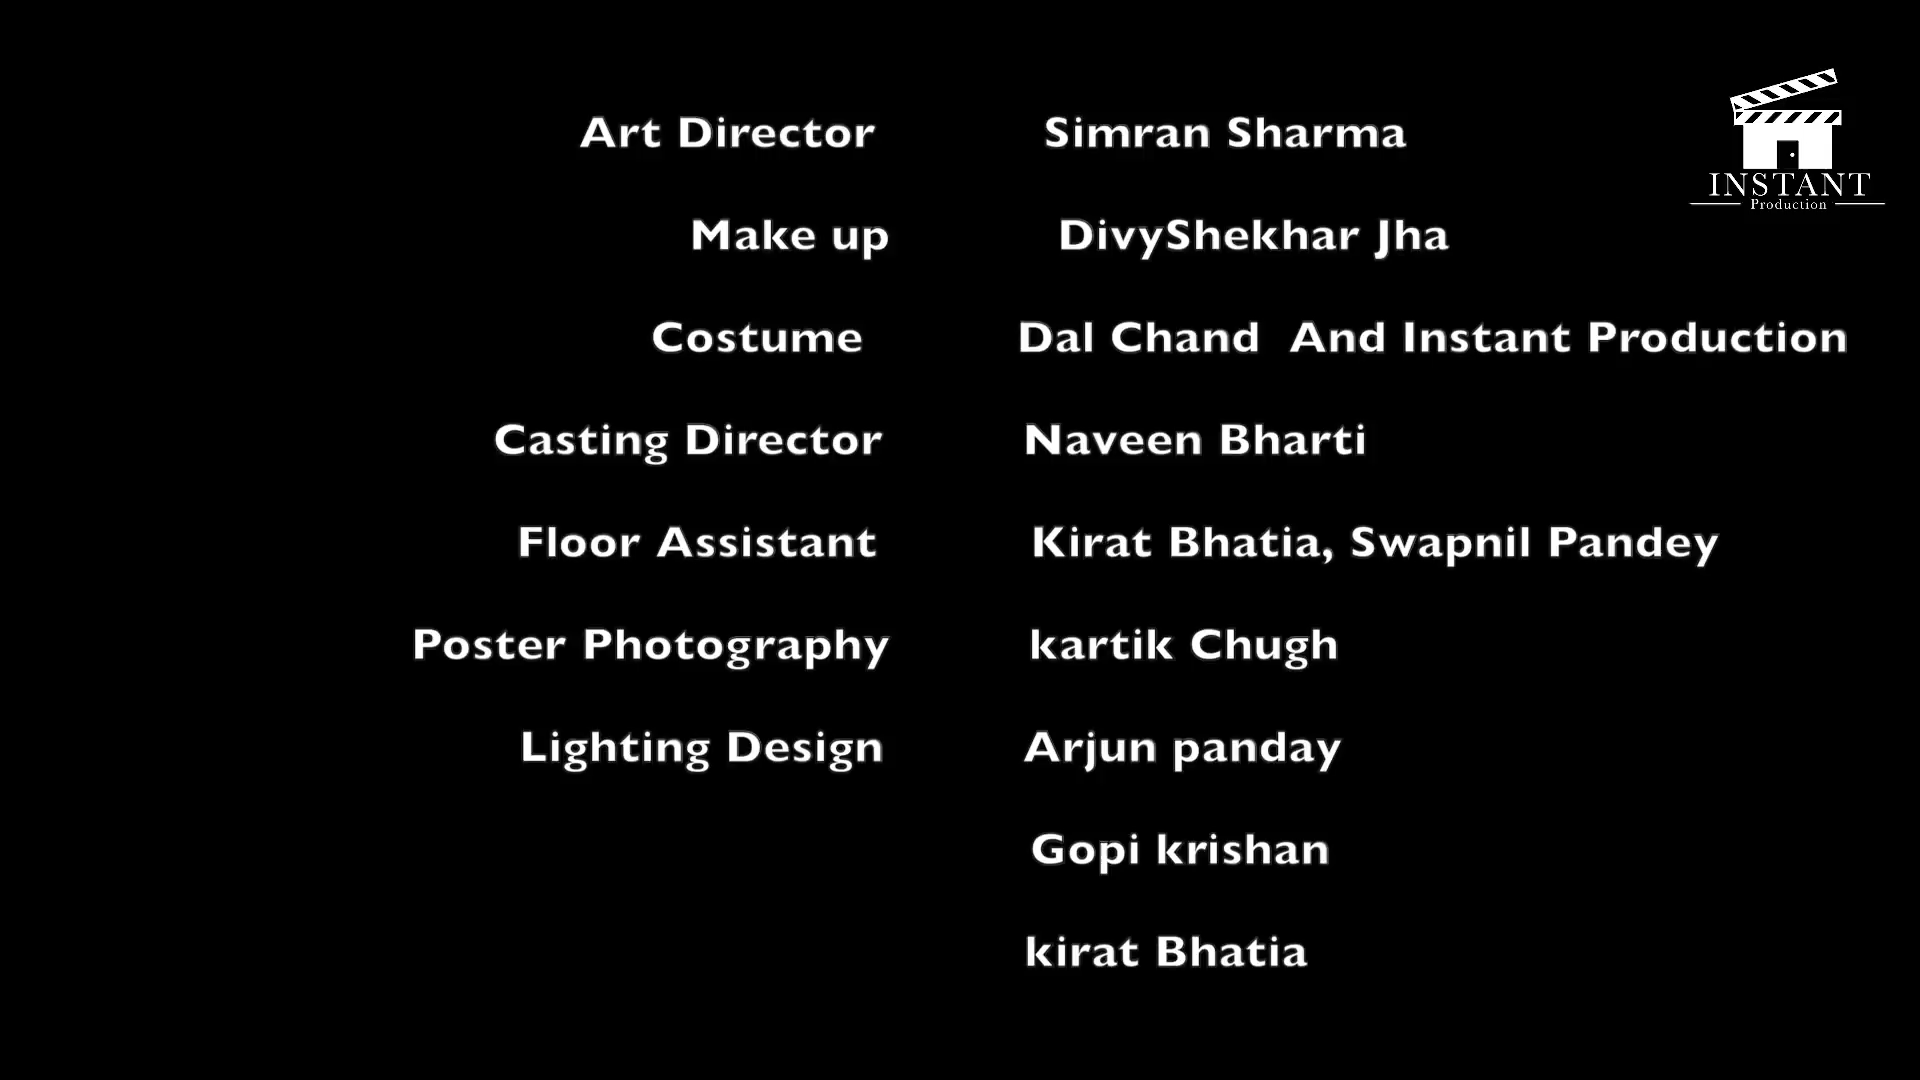 Art Director Simran Sharma
INSTANT
Production
Make up DivyShekhar Jha
Costume Dal Chand And Instant Production
Casting Director Naveen Bharti
Floor Assistant Kirat Bhatia, Swapnil Pandey
Poster Photography kartik Chugh
Lighting Design Arjun panday
Gopi krishan
kirat Bhatia